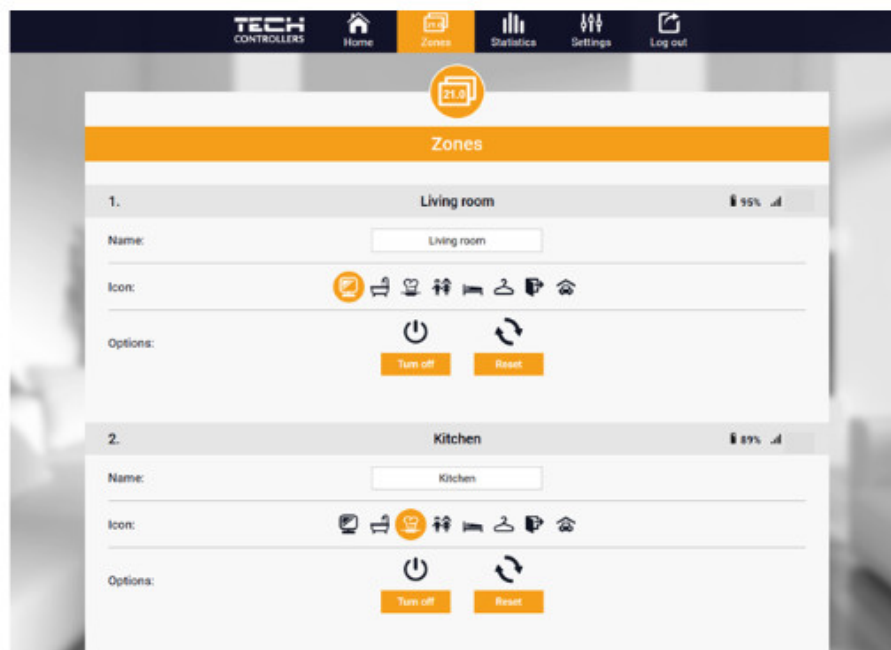 TECH
CONTROLLERS
Home
Zones
Statistics
Settings
Log out
21.0
Zones
1. Living room 95%
Name: Living room
Icon:
Options:
Turn off Reset
2. Kitchen 89%
Name: Kitchen
Icon:
Options:
Turn off Reset